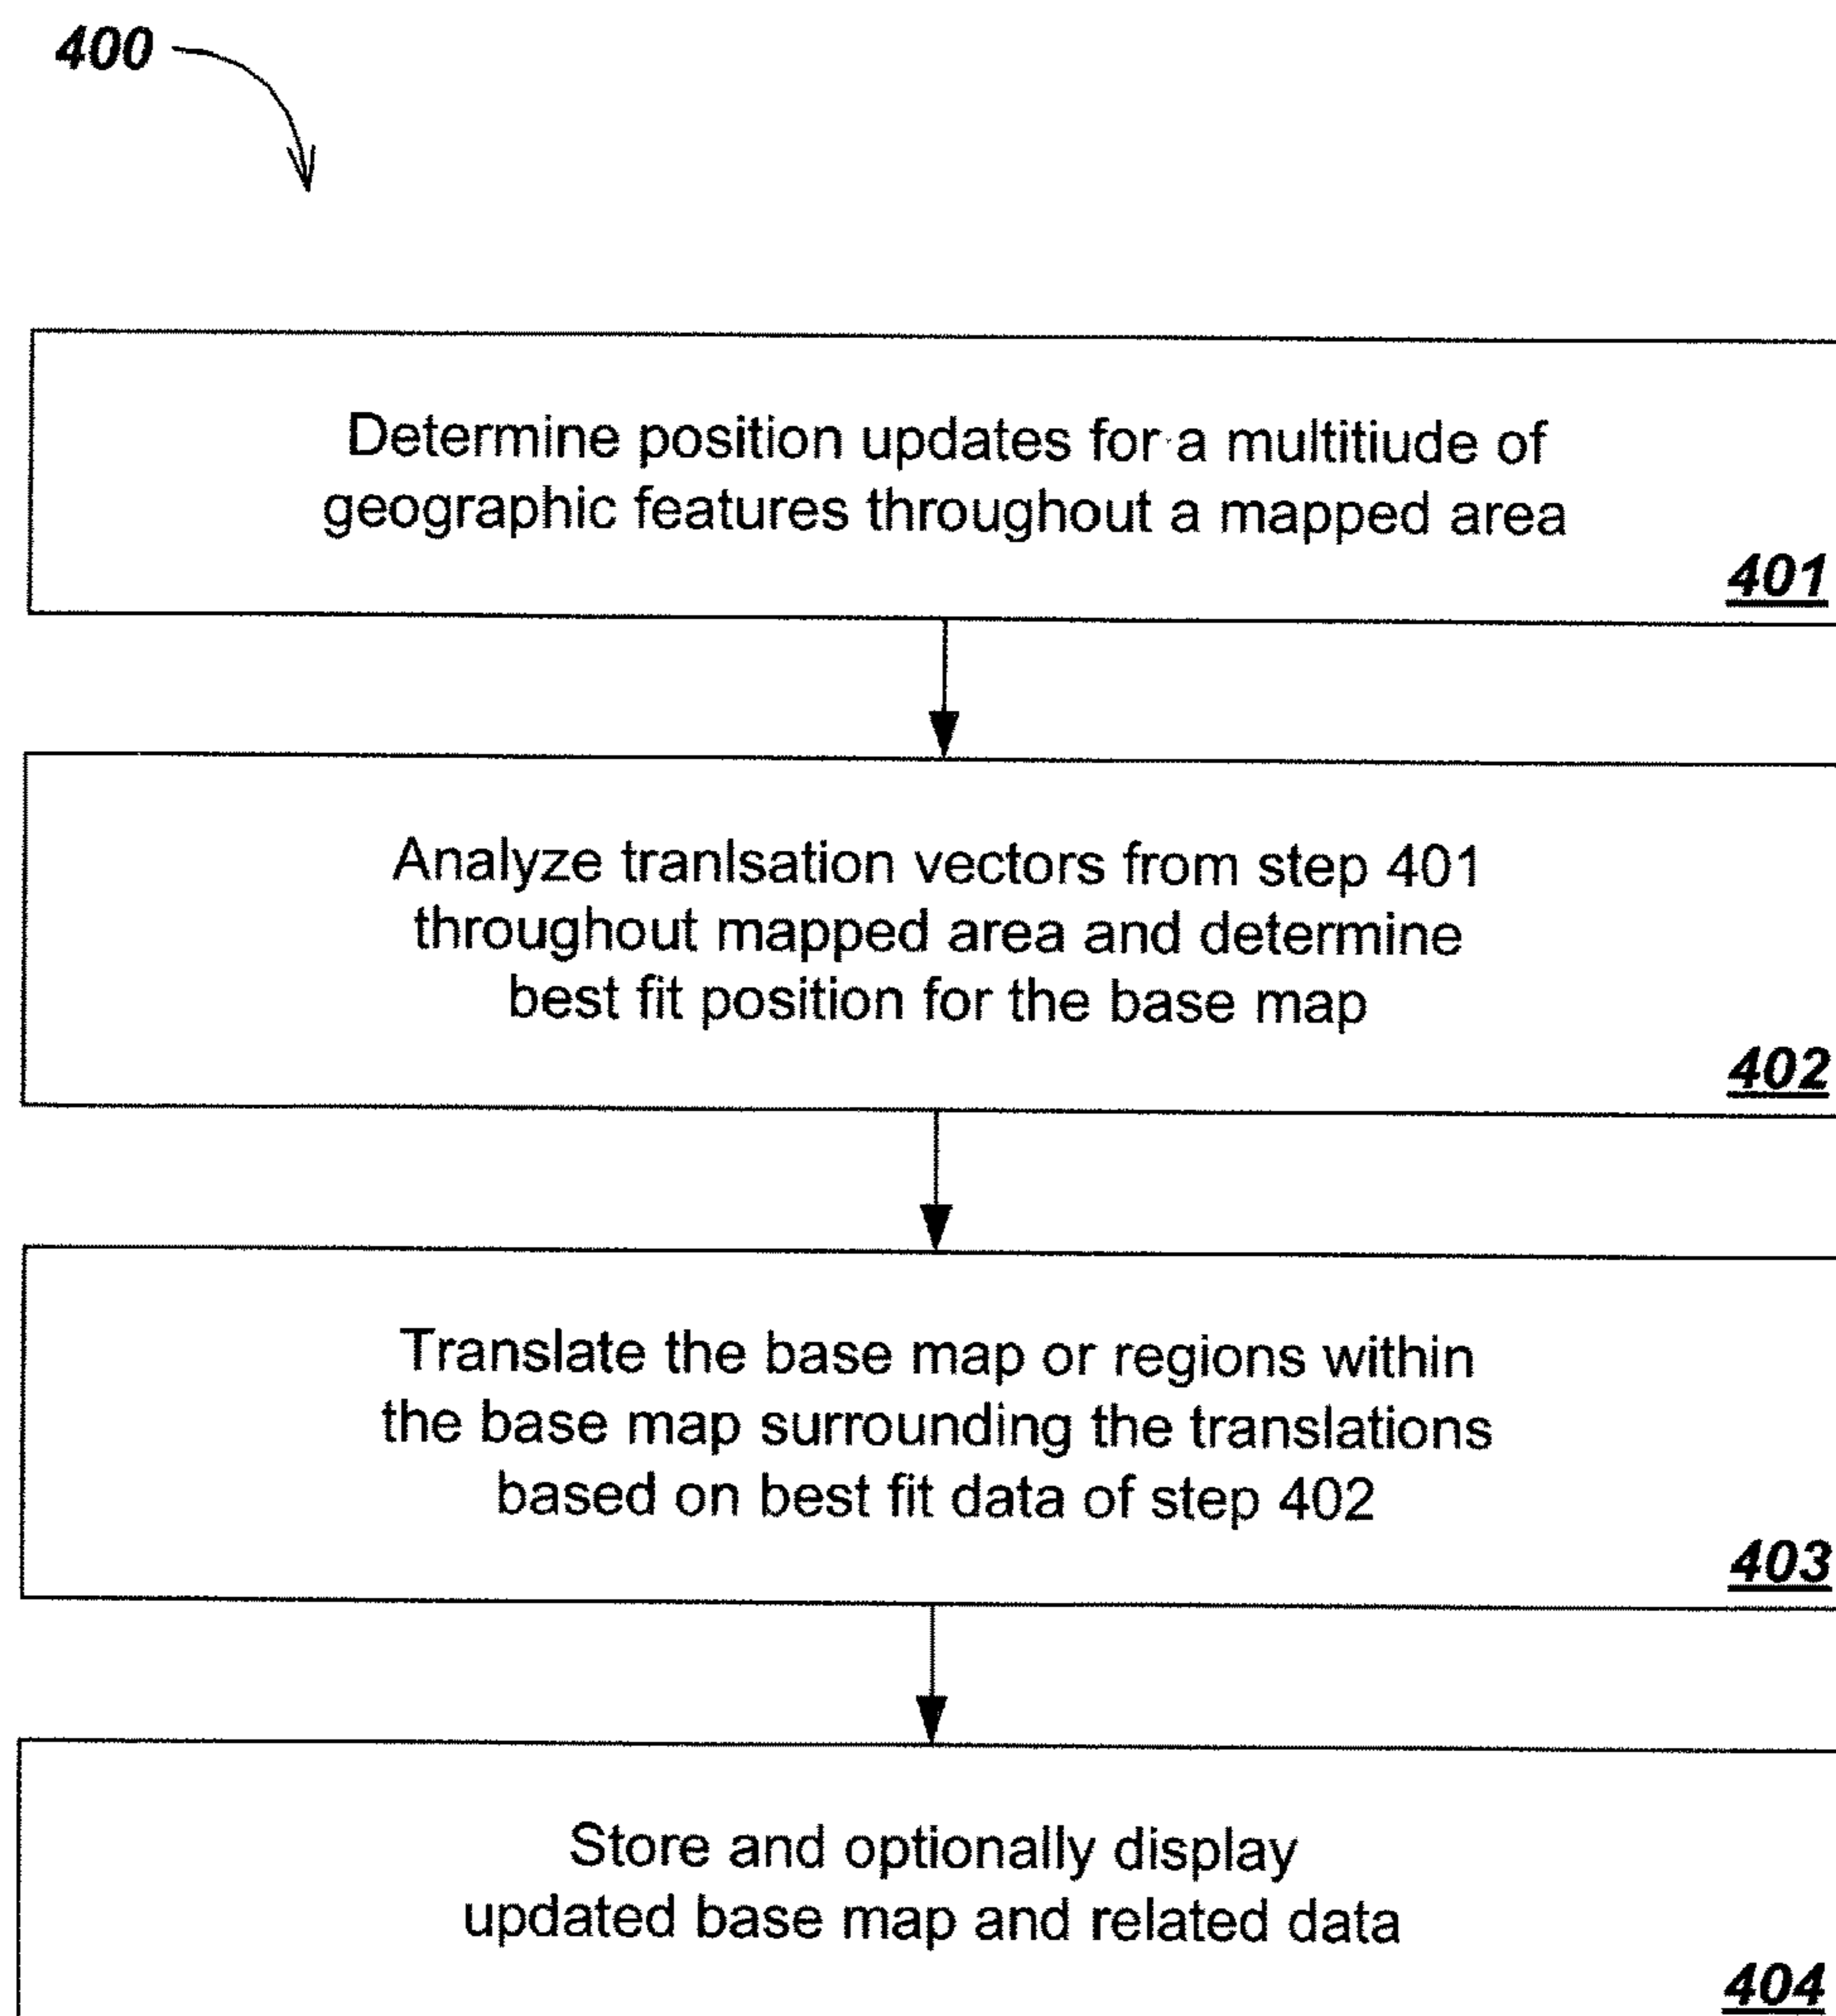 400
Determine position updates for a multitiude of
geographic features throughout a mapped area
401
Analyze tranlsation vectors from step 401
throughout mapped area and determine
best fit position for the base map
402
Translate the base map or regions within
the base map surrounding the translations
based on best fit data of step 402
403
Store and optionally display
updated base map and related data
404